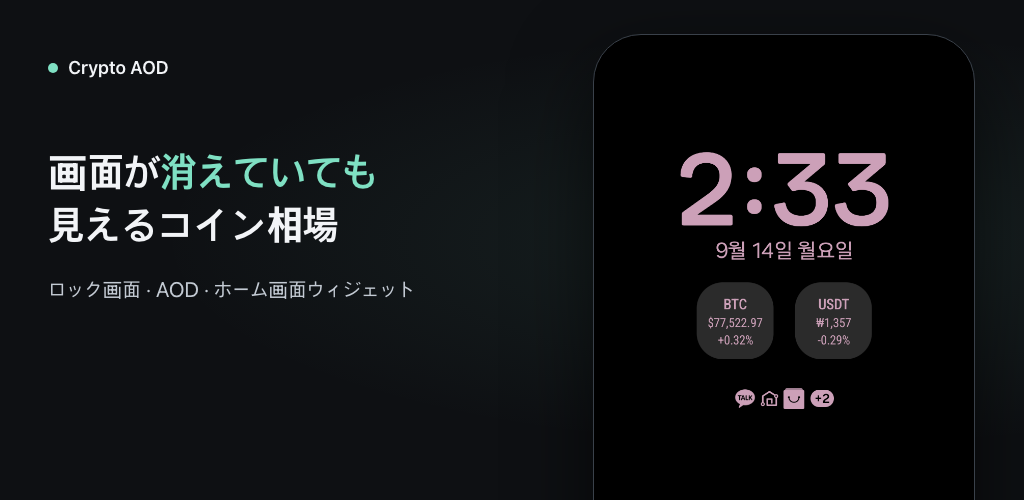 Crypto AOD
画面が消えていても
見えるコイン相場
ロック画面 · AOD · ホーム画面ウィジェット
2:33
9월 14일 월요일
BTC
$77,522.97
+0.32%
USDT
₩1,357
-0.29%
TALK
+2